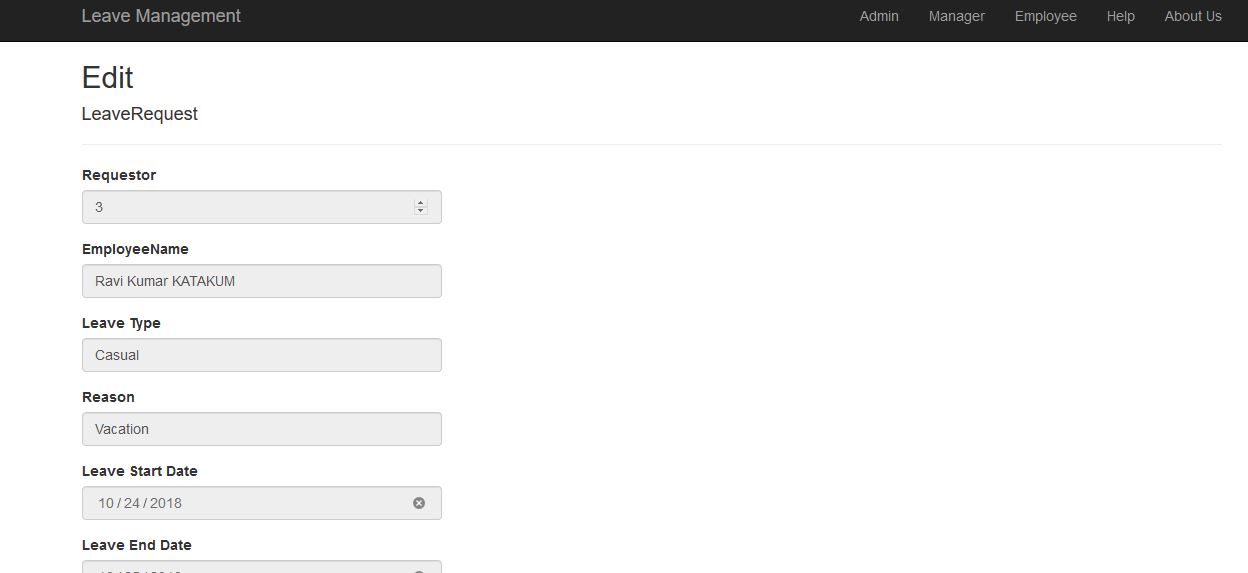 Leave Management Admin Manager Employee Help About Us
Edit
LeaveRequest
Requestor
3
EmployeeName
Ravi Kumar KATAKUM
Leave Type
Casual
Reason
Vacation
Leave Start Date
10 / 24 / 2018
Leave End Date